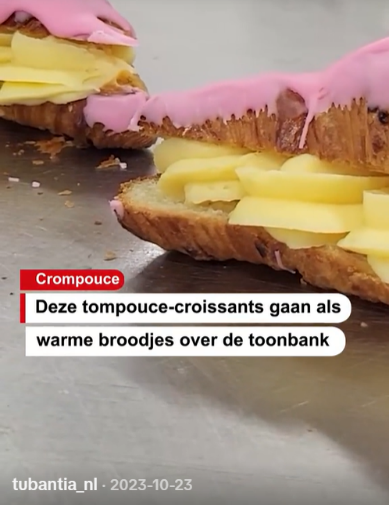 Crompouce
Deze tompouce-croissants gaan als
warme broodjes over de toonbank
tubantia_nl · 2023-10-23